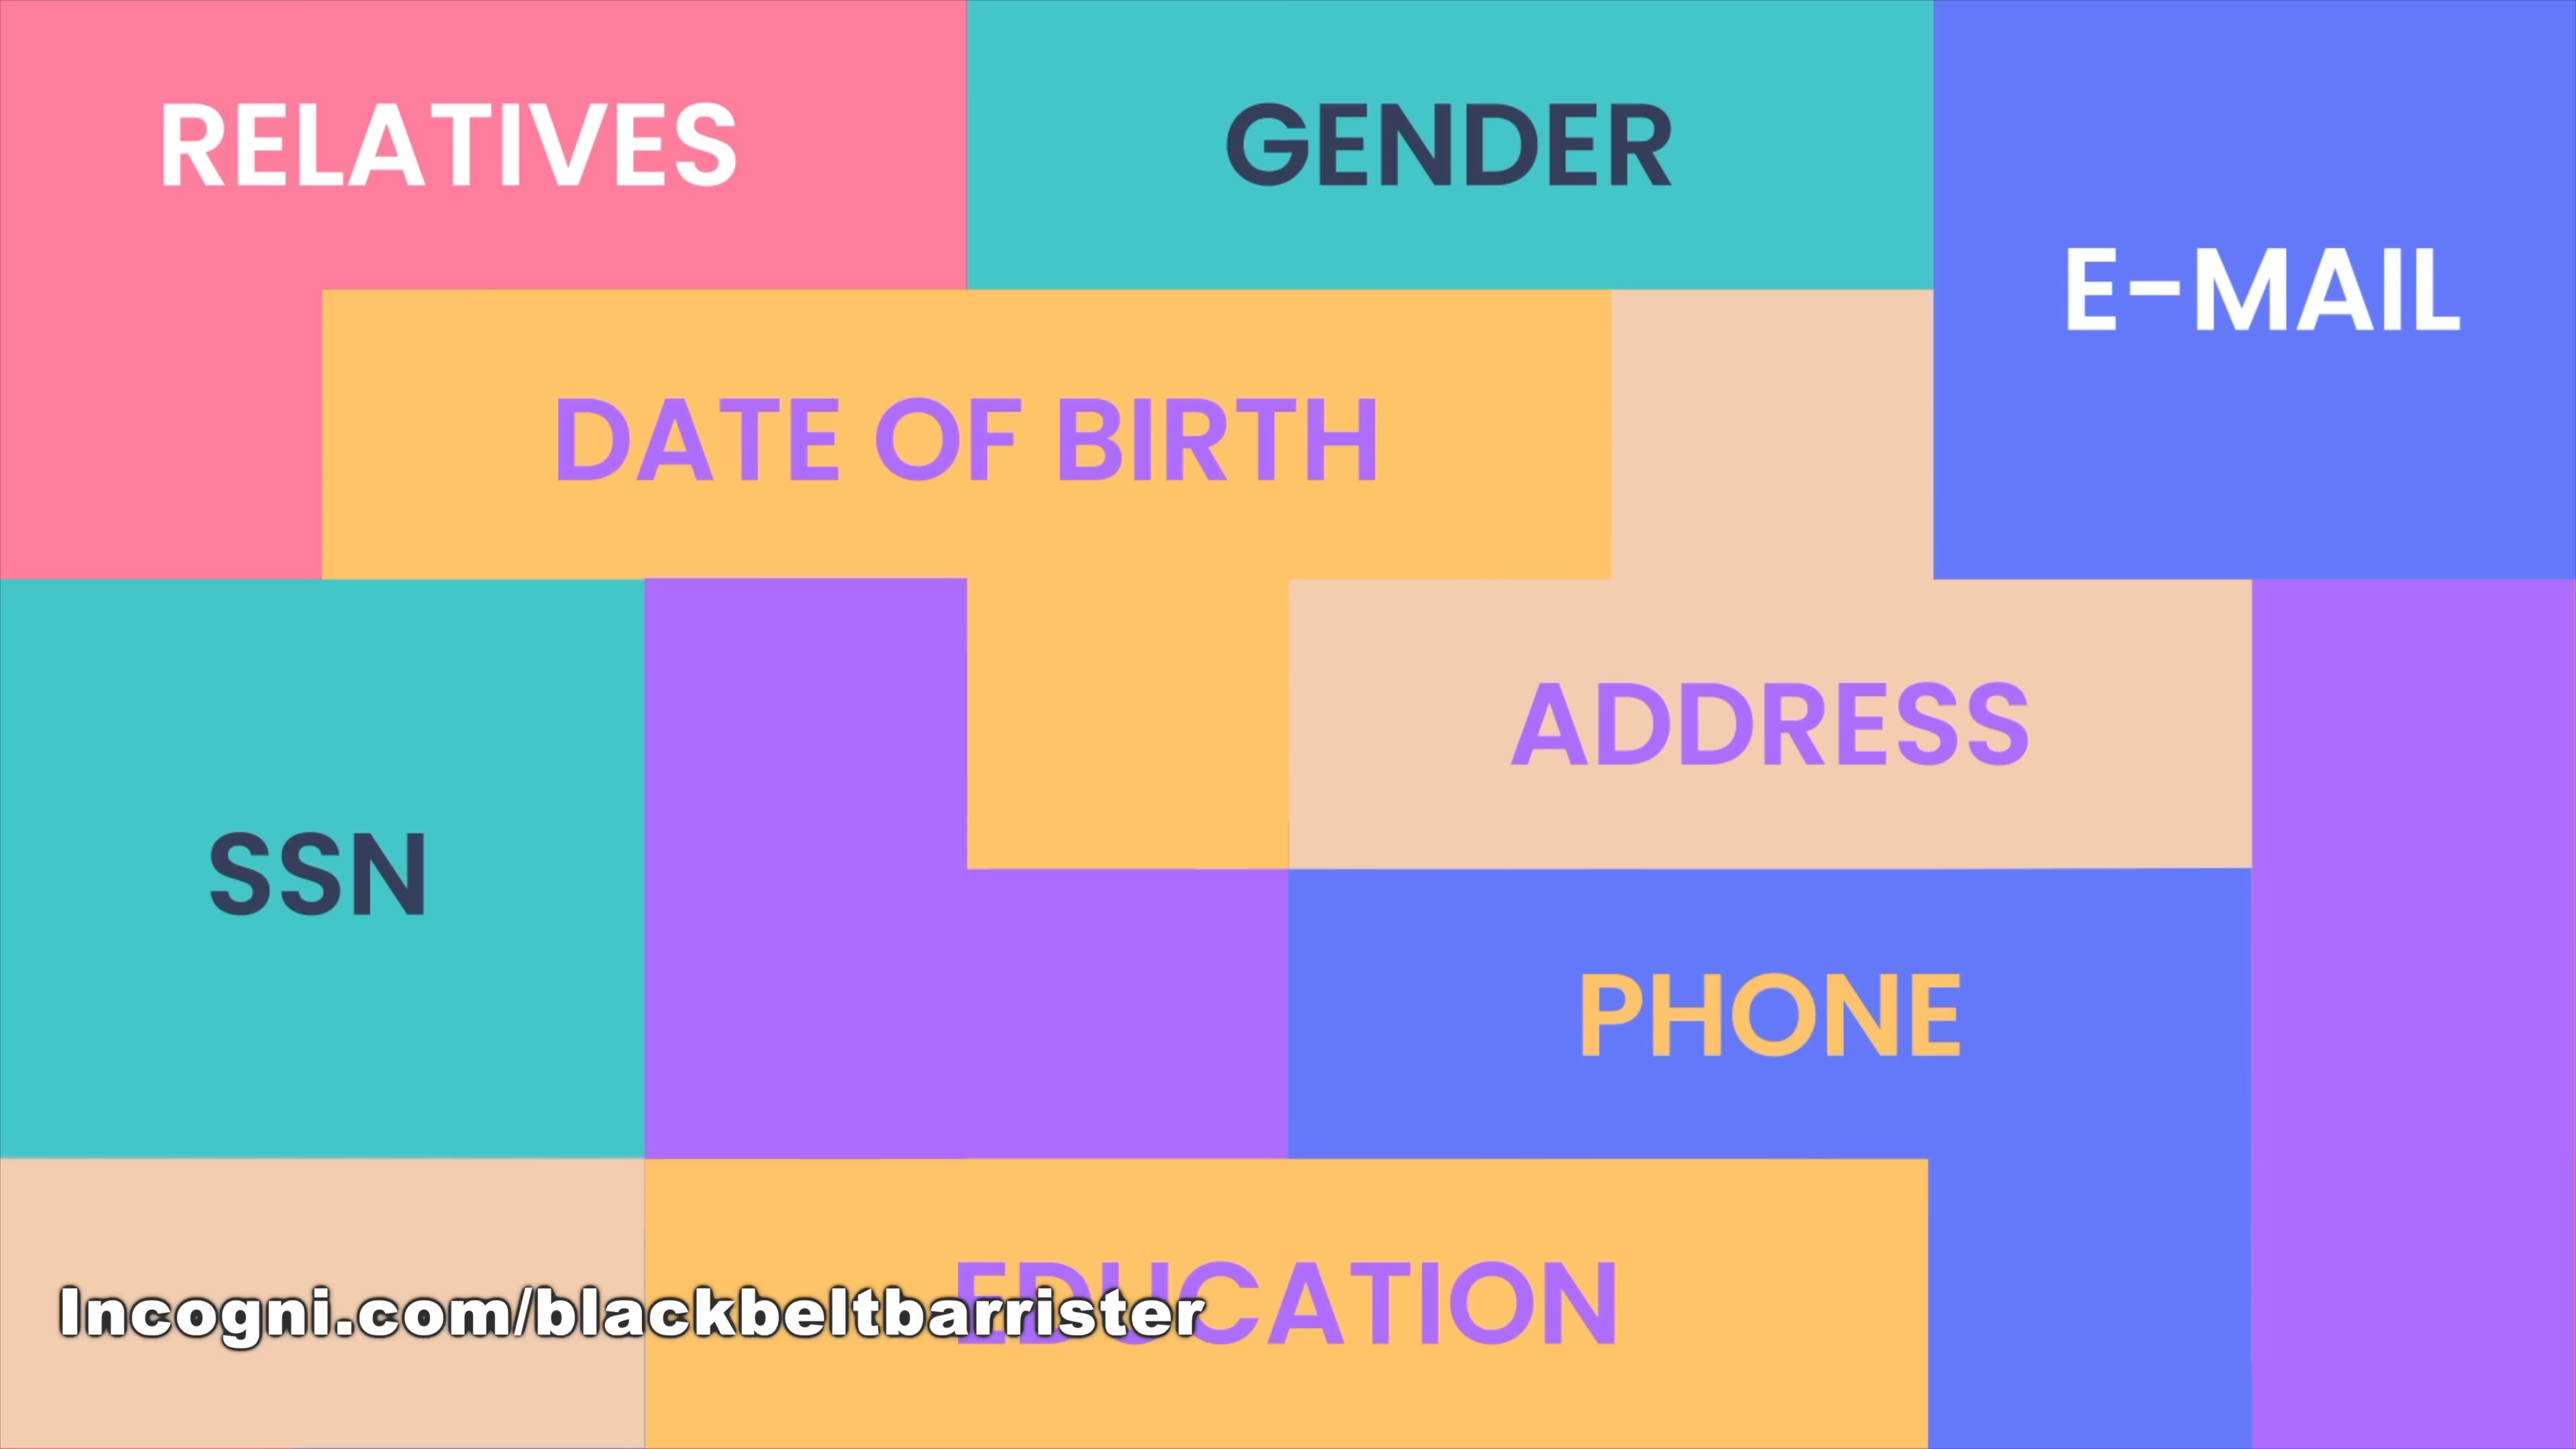 RELATIVES
GENDER
E-MAIL
DATE OF BIRTH
ADDRESS
SSN
PHONE
EDUCATION
Incogni.com/blackbeltbarrister